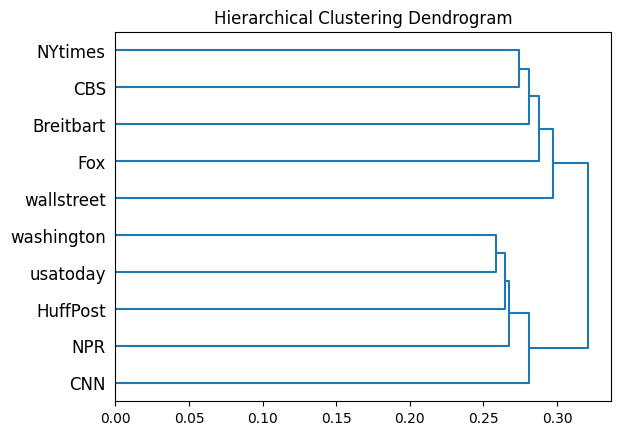 Hierarchical Clustering Dendrogram
NYtimes
CBS
Breitbart
Fox
wallstreet
washington
usatoday
HuffPost
NPR
CNN
0.00 0.05 0.10 0.15 0.20 0.25 0.30